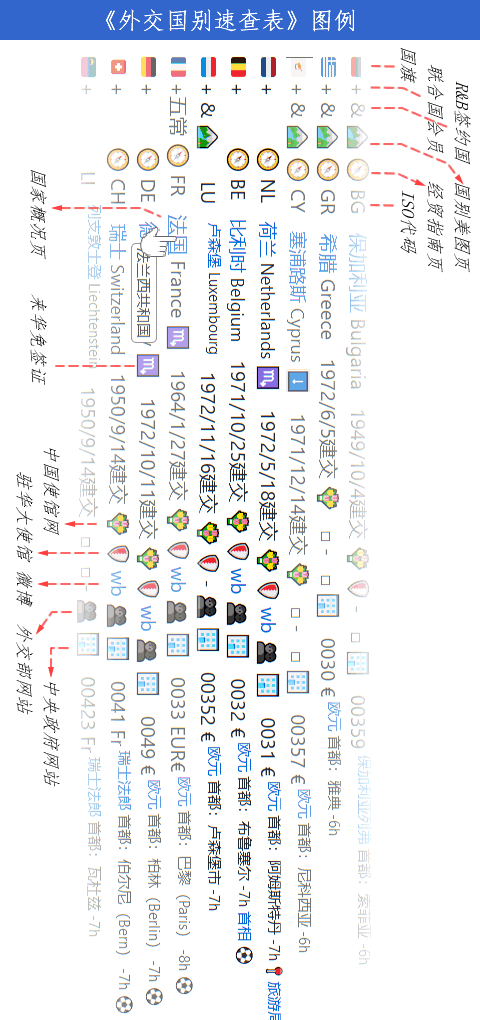 《外交国别速查表》图例
R&B签约国 国别美图页
联合国会员 经贸指南页
国旗 ISO代码
+ & BG 保加利亚 Bulgaria 1949/10/4建交 - □ 00359 保加利亚列弗 首都：索菲亚 -6h
+ & GR 希腊 Greece 1972/6/5建交 □ - □ 0030 € 欧元 首都：雅典 -6h
+ & CY 塞浦路斯 Cyprus 1971/12/14建交 □ - □ 00357 € 欧元 首都：尼科西亚 -6h
+ NL 荷兰 Netherlands 1972/5/18建交 wb 0031 € 欧元 首都：阿姆斯特丹 -7h 旅游局
+ BE 比利时 Belgium 1971/10/25建交 wb 0032 € 欧元 首都：布鲁塞尔 -7h 首相
+ & LU 卢森堡 Luxembourg 1972/11/16建交 - 00352 € 欧元 首都：卢森堡市 -7h
+ 五常 FR 法国 France 1964/1/27建交 wb 0033 EUR€ 欧元 首都：巴黎（Paris） -8h
法兰西共和国
+ DE 德 1972/10/11建交 wb 0049 € 欧元 首都：柏林（Berlin） -7h
+ CH 瑞士 Switzerland 1950/9/14建交 wb 0041 Fr 瑞士法郎 首都：伯尔尼（Bern） -7h
+ LI 列支敦士登 Liechtenstein 1950/9/14建交 □ □ - 00423 Fr 瑞士法郎 首都：瓦杜兹 -7h
国家概况页 来华免签证 中国使馆网 驻华大使馆 微博 外交部网站 中央政府网站